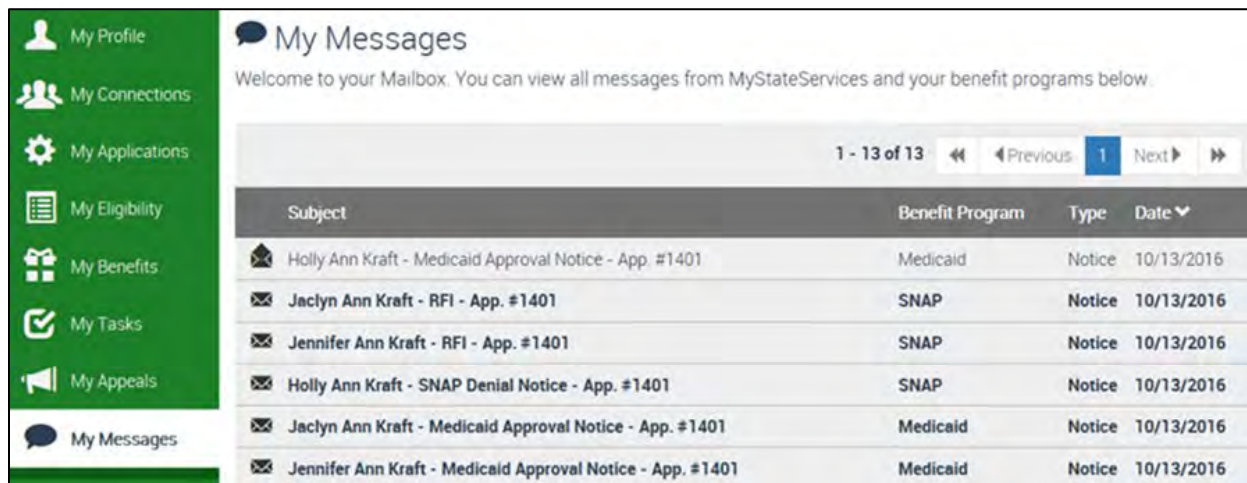 My Profile
My Connections
My Applications
My Eligibility
My Benefits
My Tasks
My Appeals
My Messages
My Messages
Welcome to your Mailbox. You can view all messages from MyStateServices and your benefit programs below.
1 - 13 of 13 Previous 1 Next
Subject Benefit Program Type Date
Holly Ann Kraft - Medicaid Approval Notice - App. #1401 Medicaid Notice 10/13/2016
Jaclyn Ann Kraft - RFI - App. #1401 SNAP Notice 10/13/2016
Jennifer Ann Kraft - RFI - App. #1401 SNAP Notice 10/13/2016
Holly Ann Kraft - SNAP Denial Notice - App. #1401 SNAP Notice 10/13/2016
Jaclyn Ann Kraft - Medicaid Approval Notice - App. #1401 Medicaid Notice 10/13/2016
Jennifer Ann Kraft - Medicaid Approval Notice - App. #1401 Medicaid Notice 10/13/2016